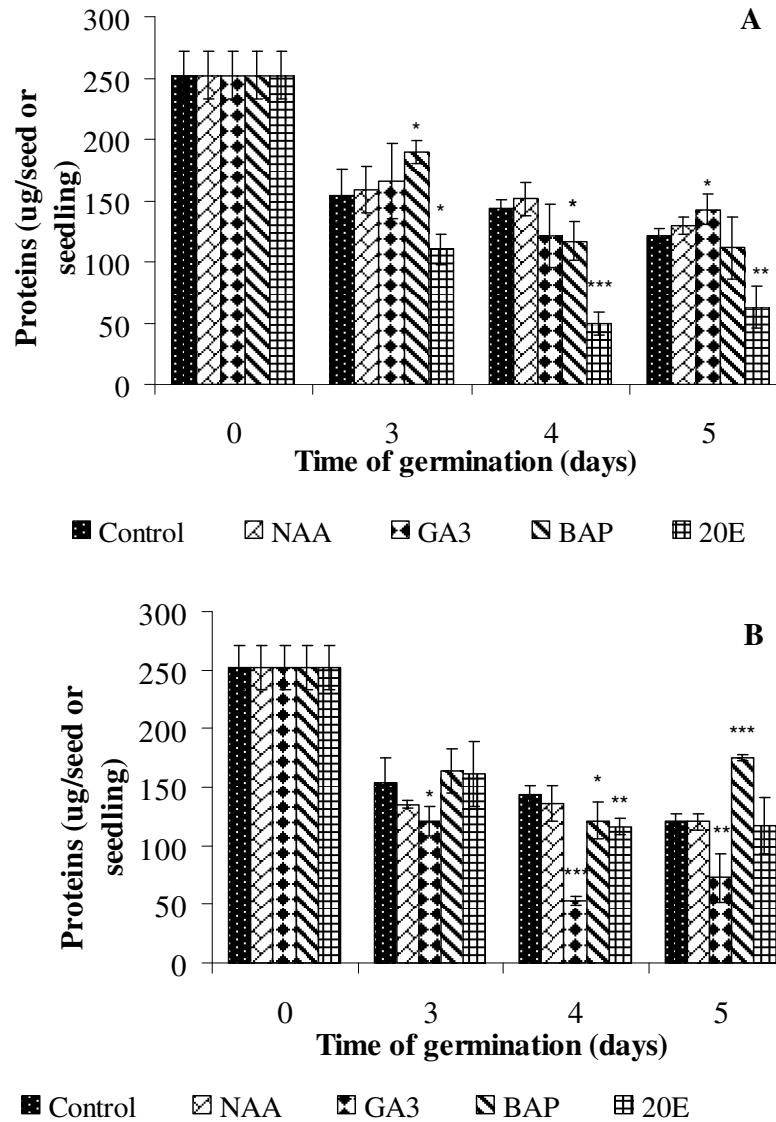 A
300
250
200
150
100
50
0
Proteins (ug/seed or
seedling)
*
*
*
***
*
**
0 3 4 5
Time of germination (days)
Control NAA GA3 BAP 20E
B
300
250
200
150
100
50
0
Proteins (ug/seed or
seedling)
*
***
*
**
**
***
0 3 4 5
Time of germination (days)
Control NAA GA3 BAP 20E